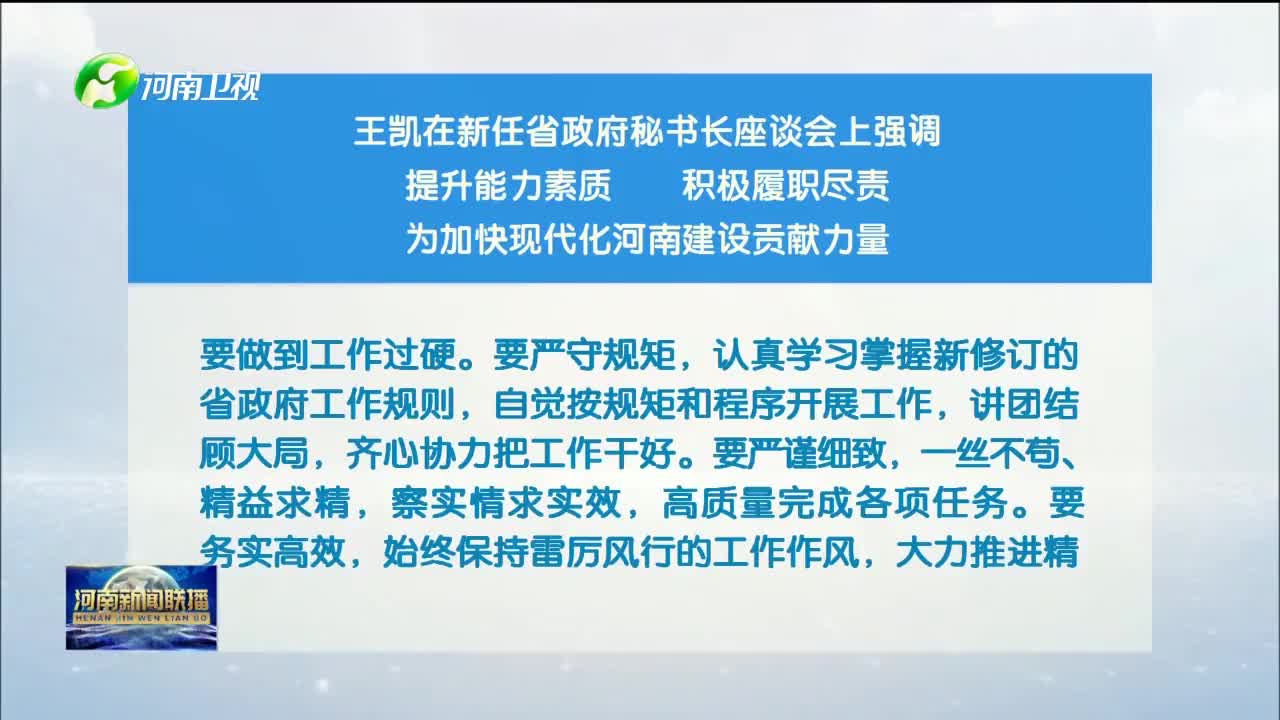 河南卫视
王凯在新任省政府秘书长座谈会上强调
提升能力素质 积极履职尽责
为加快现代化河南建设贡献力量
要做到工作过硬。要严守规矩，认真学习掌握新修订的
省政府工作规则，自觉按规矩和程序开展工作，讲团结
顾大局，齐心协力把工作干好。要严谨细致，一丝不苟、
精益求精，察实情求实效，高质量完成各项任务。要
务实高效，始终保持雷厉风行的工作作风，大力推进精
河南新闻联播
HENAN XIN WEN LIAN BO